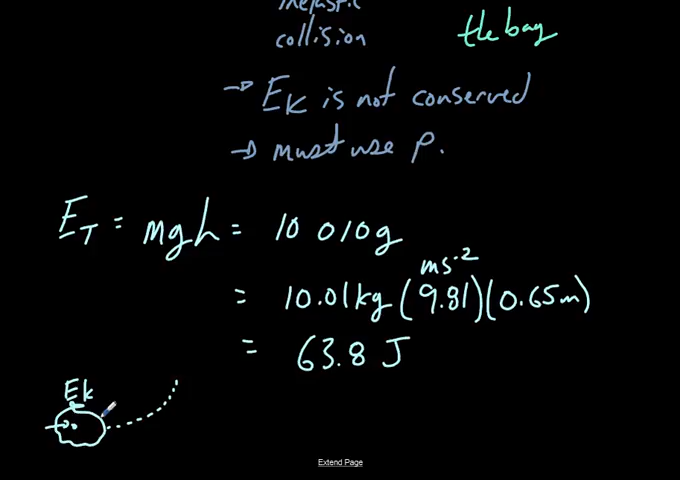 inelastic
collision
the bag
→ EK is not conserved
→ must use p.
ET = mgh = 10 010g
ms-2
= 10.01kg (9.81)(0.65m)
= 63.8 J
Ek
Extend Page